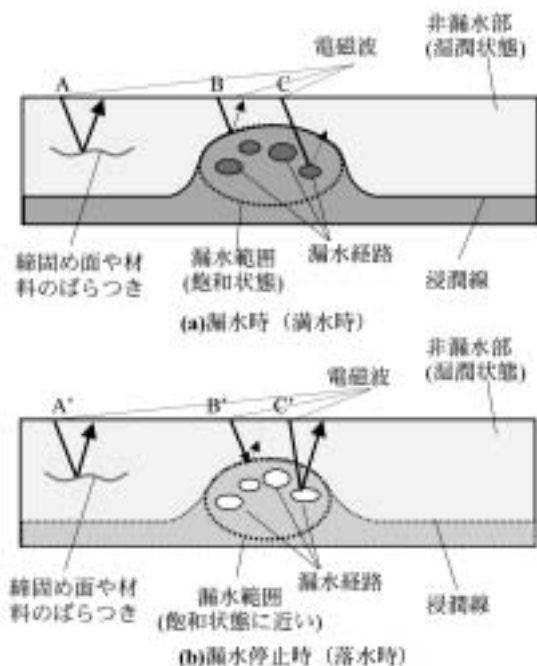 電磁波
非漏水部
(湿潤状態)
A
B
C
締固め面や材
料のばらつき
漏水範囲
(飽和状態)
漏水経路
浸潤線
(a)漏水時（満水時）
電磁波
非漏水部
(湿潤状態)
A'
B'
C'
締固め面や材
料のばらつき
漏水範囲
(飽和状態に近い)
漏水経路
浸潤線
(b)漏水停止時（落水時）